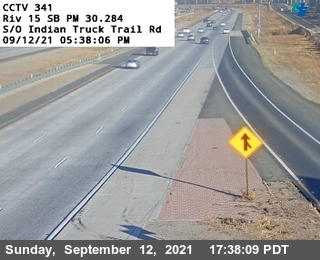 CCTV 341
Riv 15 SB PM 30.284
S/O Indian Truck Trail Rd
09/12/21 05:38:06 PM
Sunday, September 12, 2021 17:38:09 PDT